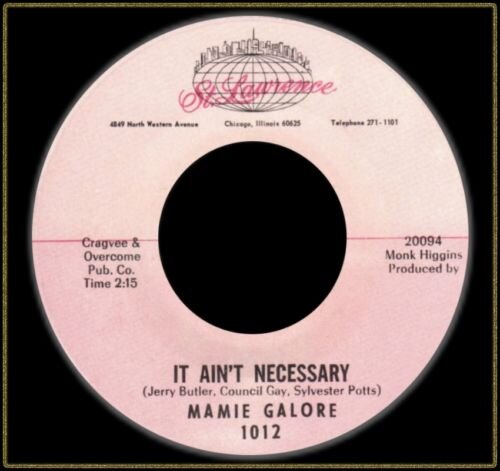 St. Lawrence
4849 North Western Avenue Chicago, Illinois 60625 Telephone 271-1101
Cragvee &
Overcome
Pub. Co.
Time 2:15
20094
Monk Higgins
Produced by
IT AIN'T NECESSARY
(Jerry Butler, Council Gay, Sylvester Potts)
MAMIE GALORE
1012